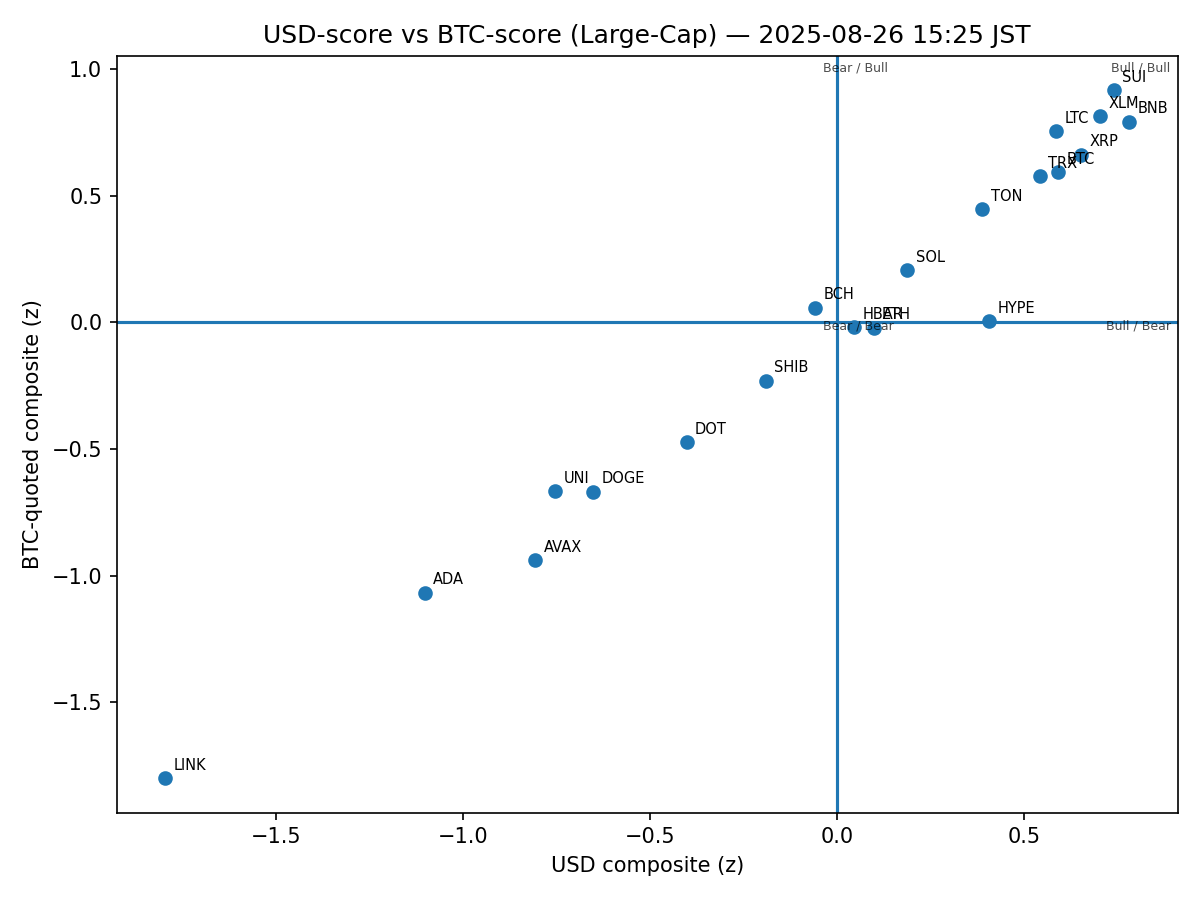 USD-score vs BTC-score (Large-Cap) — 2025-08-26 15:25 JST
1.0
0.5
0.0
−0.5
−1.0
−1.5
BTC-quoted composite (z)
Bear / Bull
Bull / Bull
SUI
XLM
BNB
LTC
XRP
BTC
TRX
TON
SOL
BCH
HBAR
ETH
HYPE
Bear / Bear
Bull / Bear
SHIB
DOT
UNI
DOGE
AVAX
ADA
LINK
−1.5
−1.0
−0.5
0.0
0.5
USD composite (z)